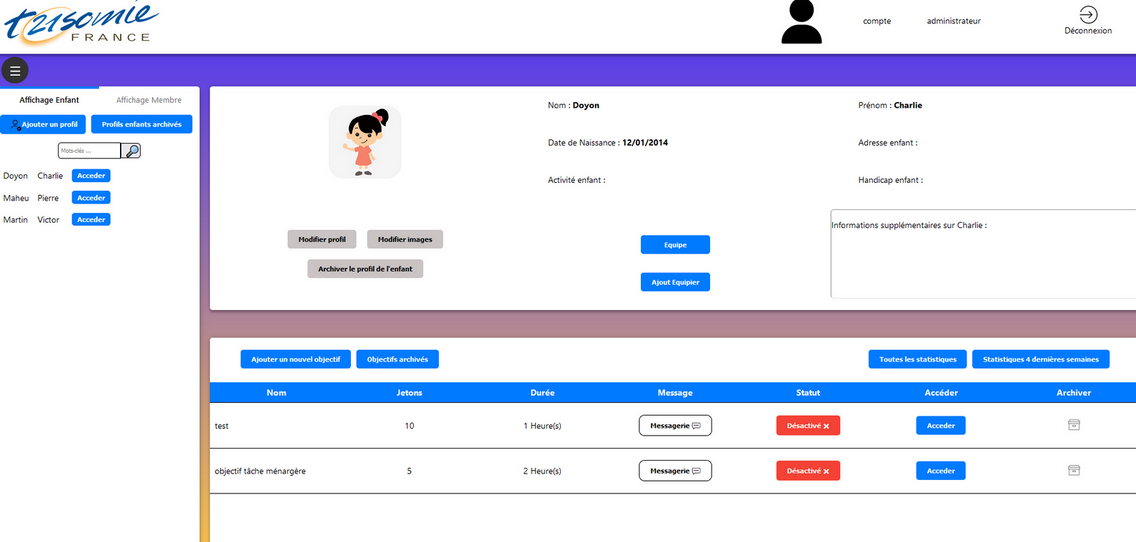 t21somie
FRANCE
compte
administrateur
Déconnexion
Affichage Enfant
Affichage Membre
Ajouter un profil
Profils enfants archivés
Mots-clés ...
Doyon Charlie Acceder
Maheu Pierre Acceder
Martin Victor Acceder
Nom : Doyon
Prénom : Charlie
Date de Naissance : 12/01/2014
Adresse enfant :
Activité enfant :
Handicap enfant :
Modifier profil
Modifier images
Archiver le profil de l'enfant
Equipe
Ajout Equipier
Informations supplémentaires sur Charlie :
Ajouter un nouvel objectif
Objectifs archivés
Toutes les statistiques
Statistiques 4 dernières semaines
Nom Jetons Durée Message Statut Accéder Archiver
test 10 1 Heure(s) Messagerie Désactivé Acceder
objectif tâche ménargère 5 2 Heure(s) Messagerie Désactivé Acceder